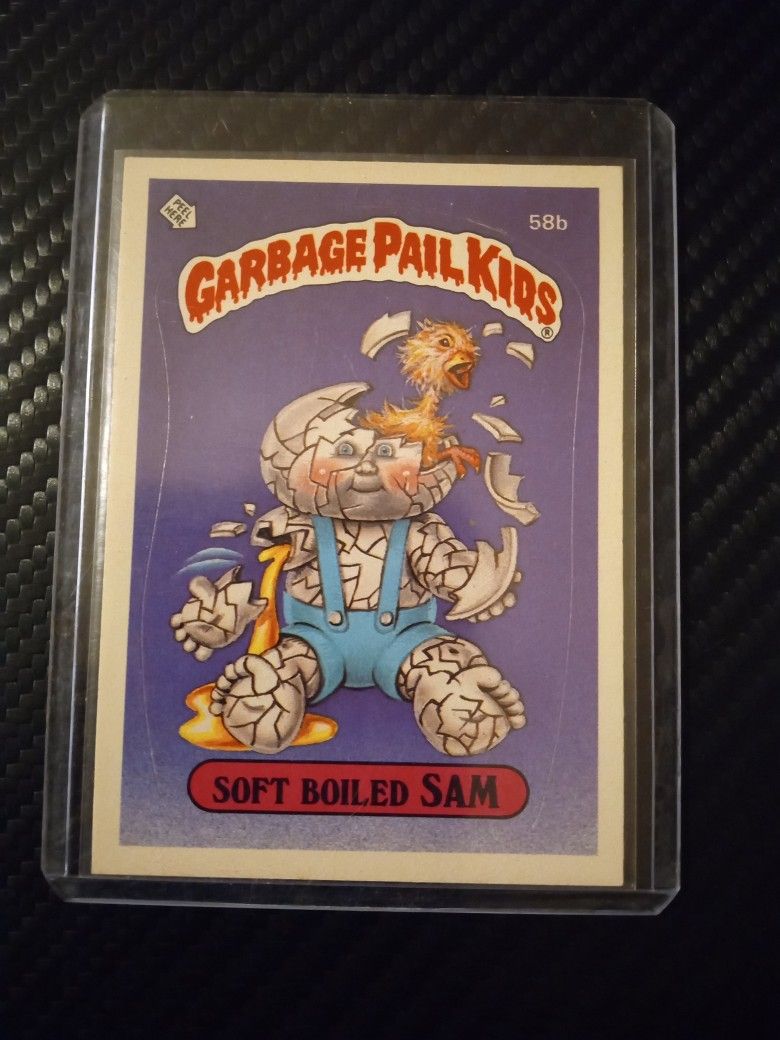 PEEL
HERE
58b
GARBAGE PAIL KIDS
®
SOFT BOILED SAM